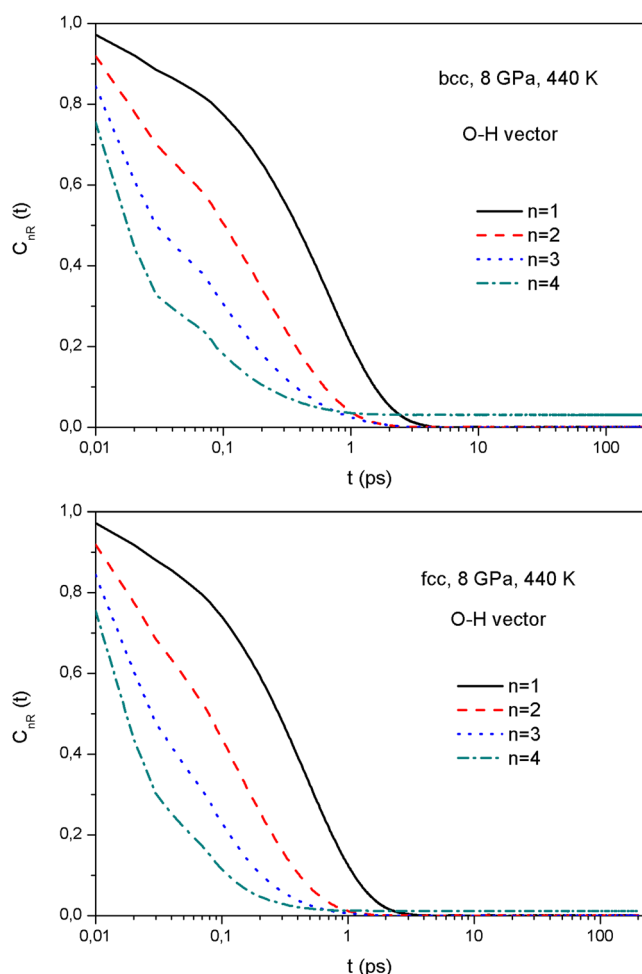 1,0
0,8
0,6
0,4
0,2
0,0
C_nR (t)
bcc, 8 GPa, 440 K
O-H vector
n=1
n=2
n=3
n=4
0,01
0,1
1
10
100
t (ps)
1,0
0,8
0,6
0,4
0,2
0,0
C_nR (t)
fcc, 8 GPa, 440 K
O-H vector
n=1
n=2
n=3
n=4
0,01
0,1
1
10
100
t (ps)